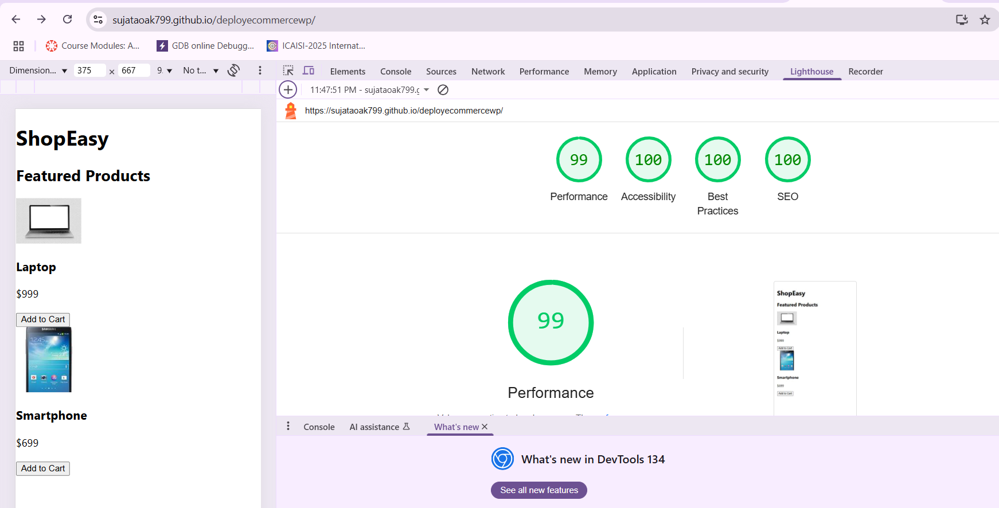 sujataoak799.github.io/deployecommercewp/
Course Modules: A...
GDB online Debugg...
ICAISI-2025 Internat...
Dimension... 375 × 667 9. No t...
Elements Console Sources Network Performance Memory Application Privacy and security Lighthouse Recorder
11:47:51 PM - sujataoak799.g
https://sujataoak799.github.io/deployecommercewp/
ShopEasy
Featured Products
Laptop
$999
Add to Cart
SAMSUNG
12:45
Smartphone
$699
Add to Cart
99 100 100 100
Performance Accessibility Best Practices SEO
99
Performance
ShopEasy
Featured Products
Laptop
$999
Add to Cart
Smartphone
$699
Add to Cart
Console AI assistance What's new
What's new in DevTools 134
See all new features